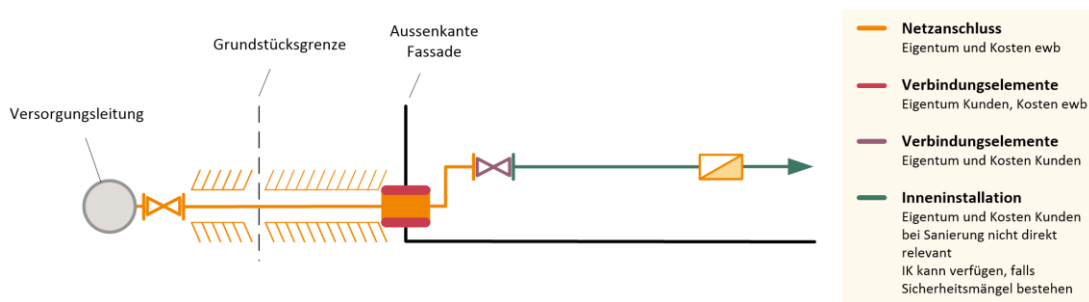 Grundstücksgrenze
Aussenkante
Fassade
Versorgungsleitung
Netzanschluss
Eigentum und Kosten ewb
Verbindungselemente
Eigentum Kunden, Kosten ewb
Verbindungselemente
Eigentum und Kosten Kunden
Inneninstallation
Eigentum und Kosten Kunden
bei Sanierung nicht direkt
relevant
IK kann verfügen, falls
Sicherheitsmängel bestehen